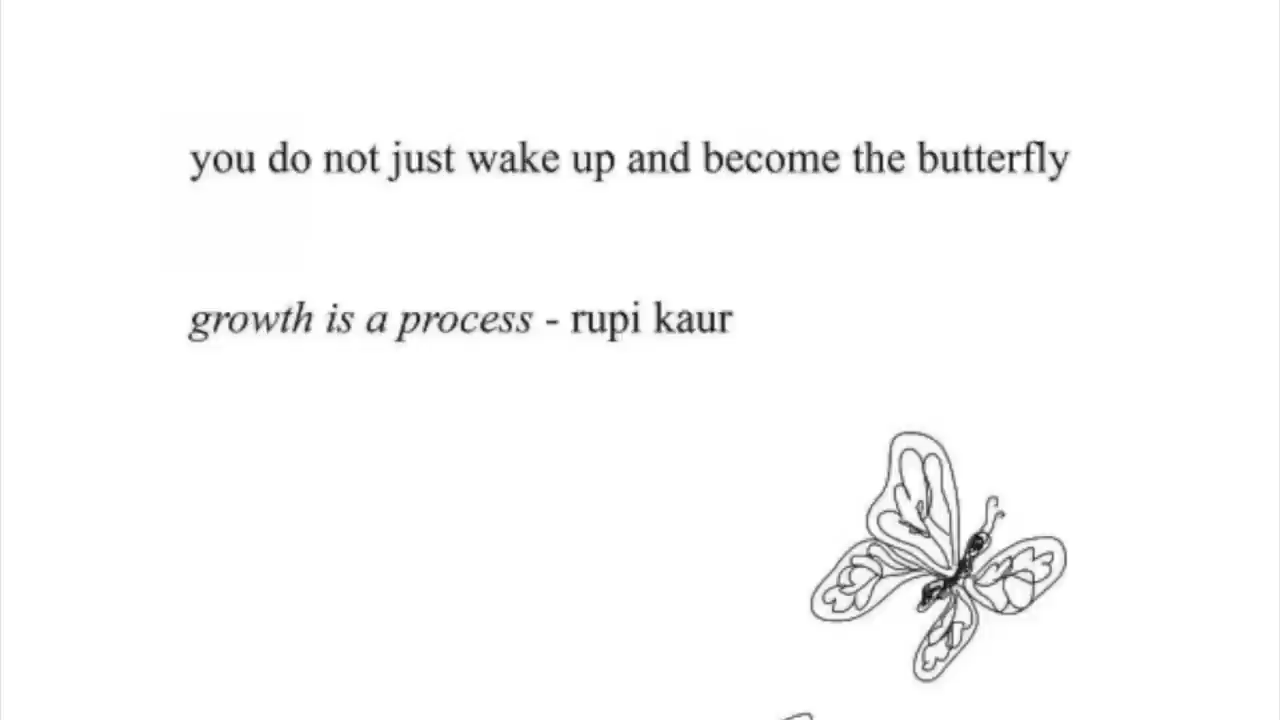 you do not just wake up and become the butterfly
growth is a process - rupi kaur